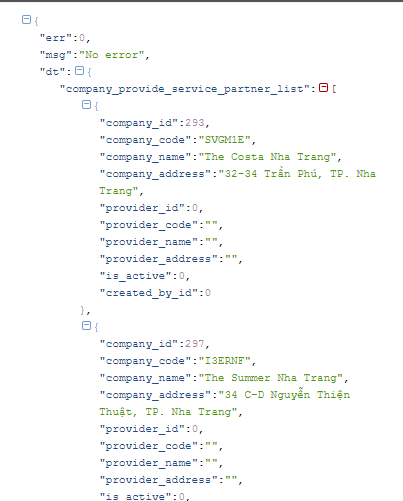 {
"err":0,
"msg":"No error",
"dt":{
"company_provide_service_partner_list":[
{
"company_id":293,
"company_code":"SVGM1E",
"company_name":"The Costa Nha Trang",
"company_address":"32-34 Trần Phú, TP. Nha
Trang",
"provider_id":0,
"provider_code":"",
"provider_name":"",
"provider_address":"",
"is_active":0,
"created_by_id":0
},
{
"company_id":297,
"company_code":"I3ERNF",
"company_name":"The Summer Nha Trang",
"company_address":"34 C-D Nguyễn Thiện
Thuật, TP. Nha Trang",
"provider_id":0,
"provider_code":"",
"provider_name":"",
"provider_address":"",
"is_active":0,